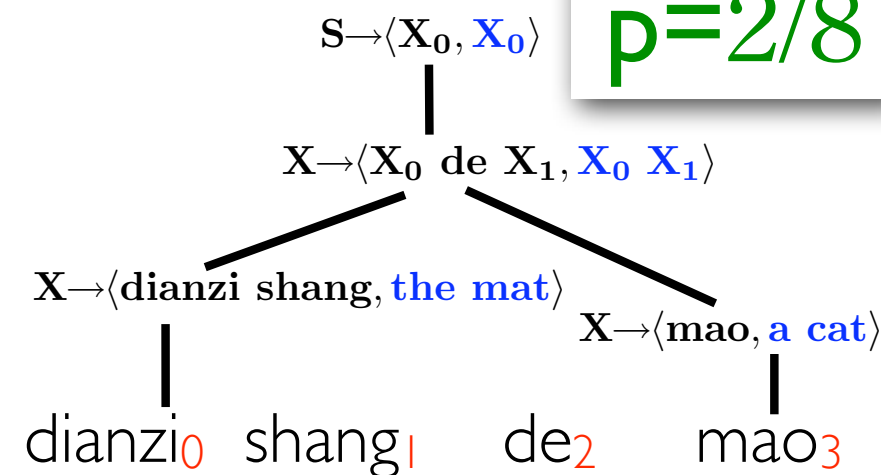 p=2/8
S→⟨X₀, X₀⟩
X→⟨X₀ de X₁, X₀ X₁⟩
X→⟨dianzi shang, the mat⟩
X→⟨mao, a cat⟩
dianzi₀ shang₁ de₂ mao₃